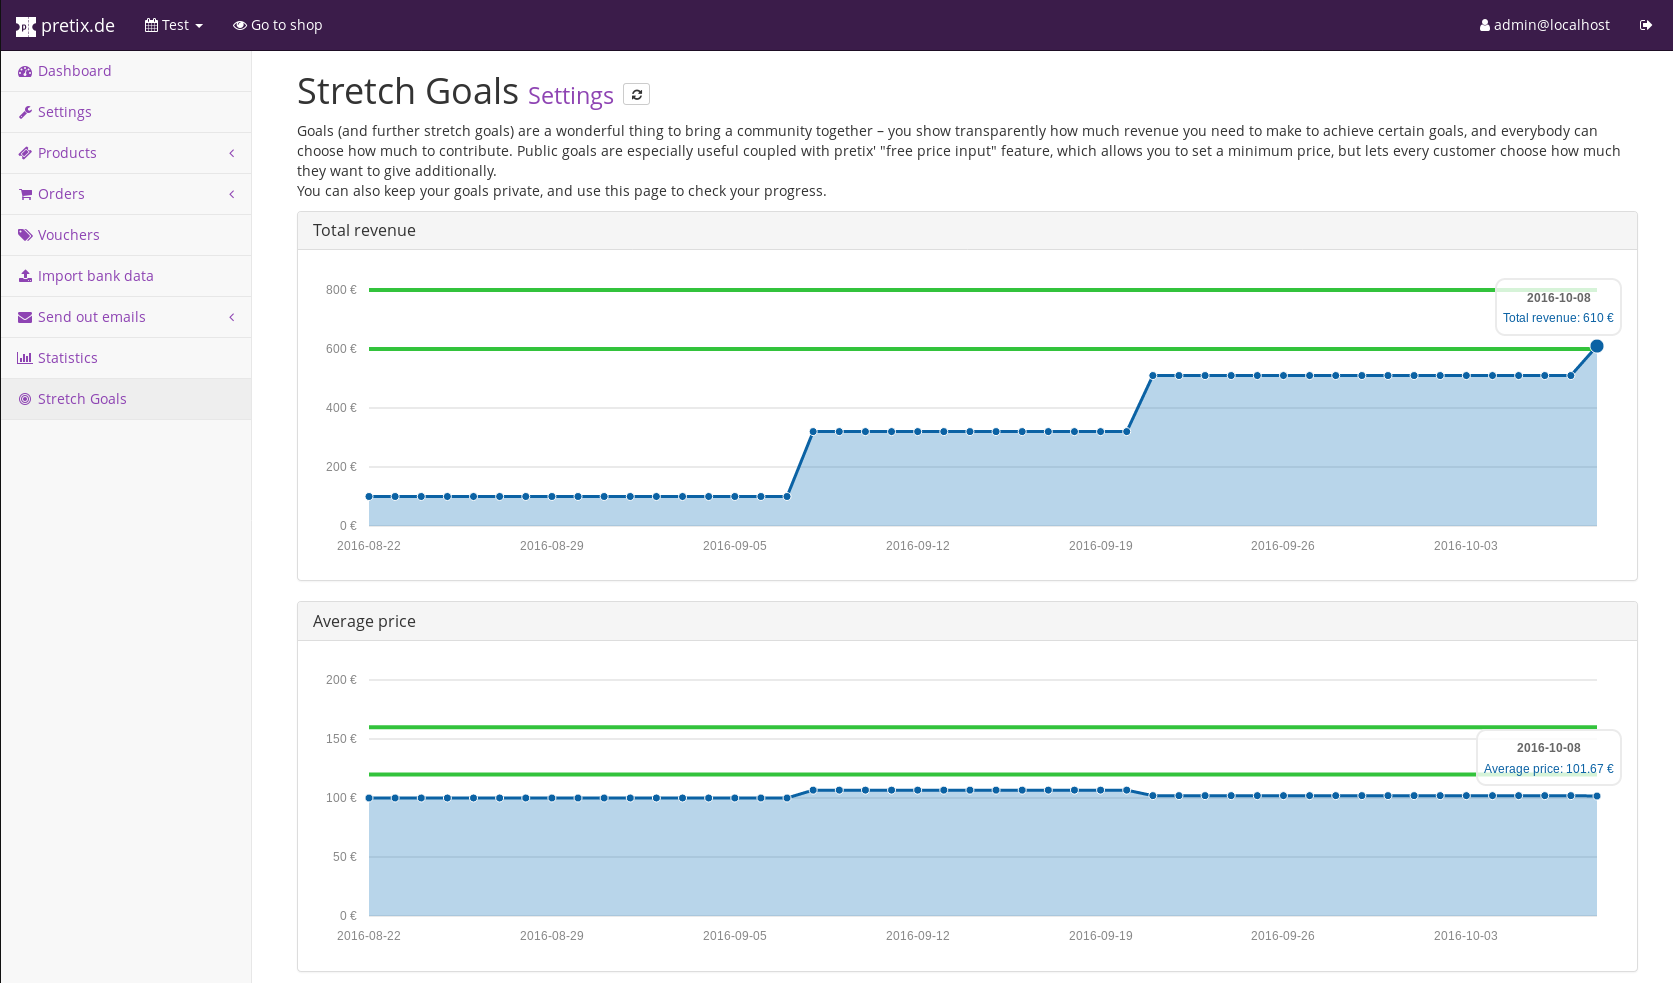 pretix.de Test Go to shop admin@localhost
Dashboard
Settings
Products
Orders
Vouchers
Import bank data
Send out emails
Statistics
Stretch Goals
Stretch Goals Settings
Goals (and further stretch goals) are a wonderful thing to bring a community together – you show transparently how much revenue you need to make to achieve certain goals, and everybody can
choose how much to contribute. Public goals are especially useful coupled with pretix' "free price input" feature, which allows you to set a minimum price, but lets every customer choose how much
they want to give additionally.
You can also keep your goals private, and use this page to check your progress.
Total revenue
800 €
2016-10-08
Total revenue: 610 €
600 €
400 €
200 €
0 €
2016-08-22 2016-08-29 2016-09-05 2016-09-12 2016-09-19 2016-09-26 2016-10-03
Average price
200 €
150 €
2016-10-08
Average price: 101.67 €
100 €
50 €
0 €
2016-08-22 2016-08-29 2016-09-05 2016-09-12 2016-09-19 2016-09-26 2016-10-03